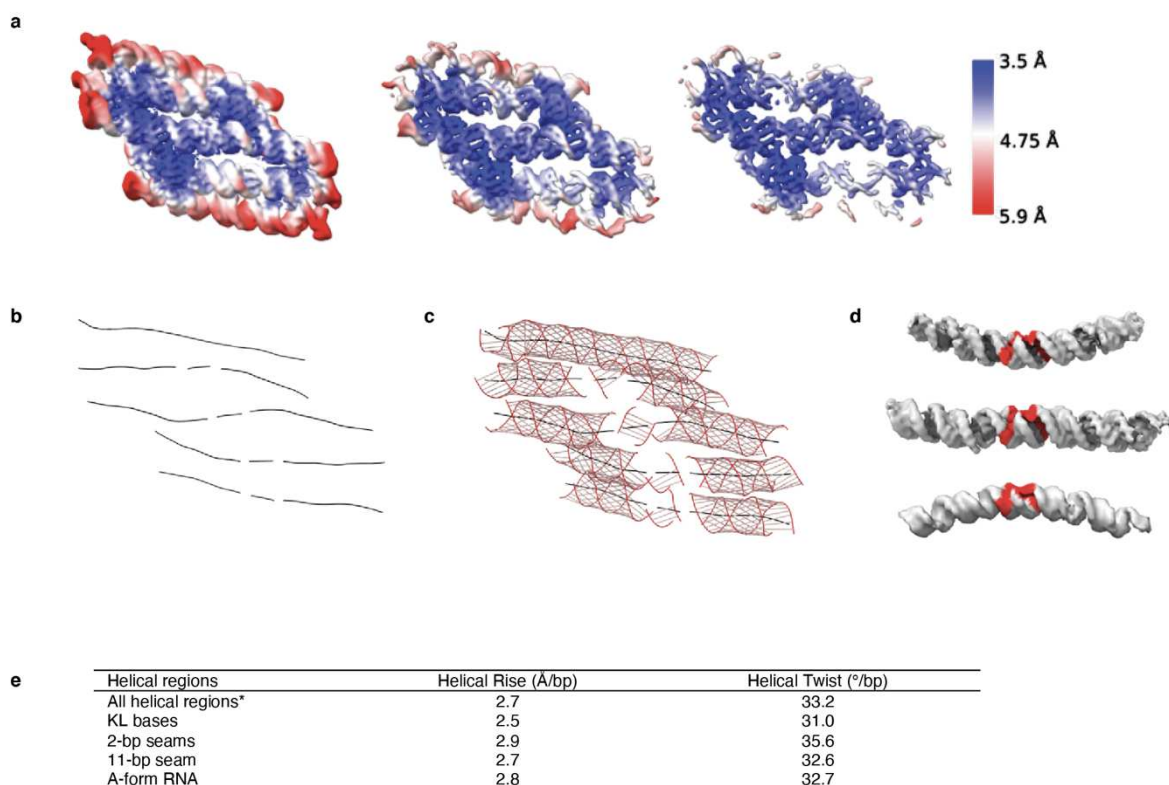 a
3.5 Å
4.75 Å
5.9 Å
b
c
d
e
Helical regions Helical Rise (Å/bp) Helical Twist (°/bp)
All helical regions* 2.7 33.2
KL bases 2.5 31.0
2-bp seams 2.9 35.6
11-bp seam 2.7 32.6
A-form RNA 2.8 32.7